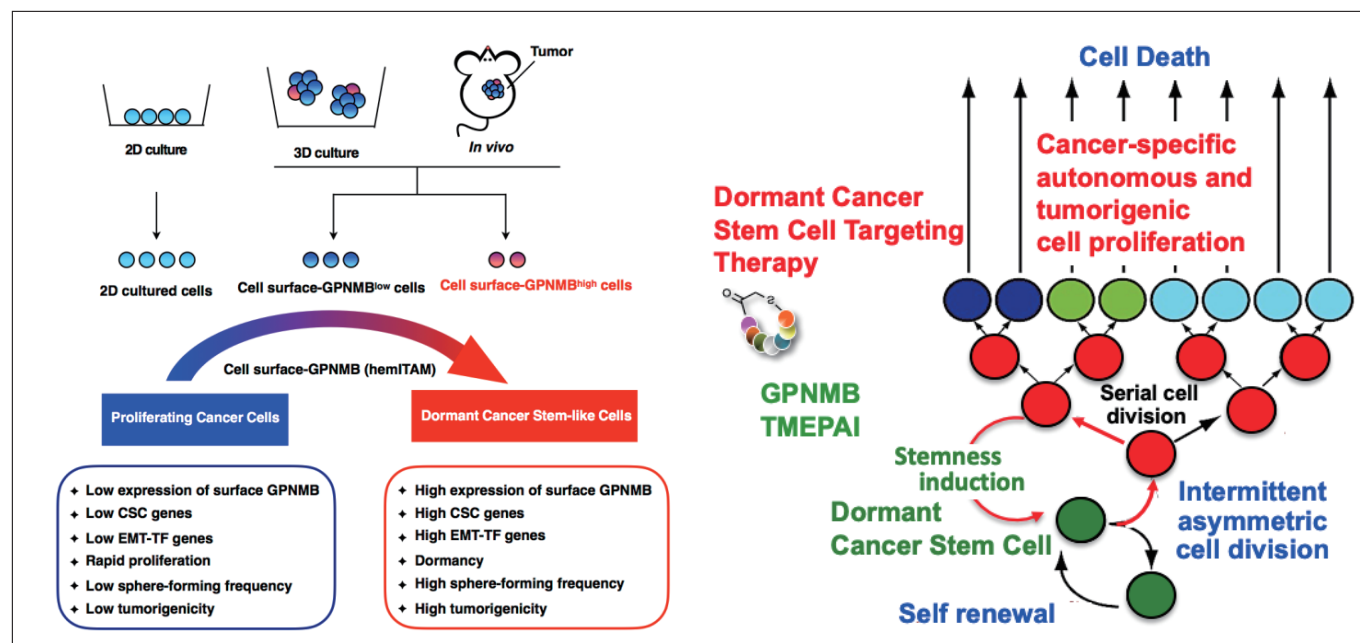 Tumor
2D culture
3D culture
In vivo
2D cultured cells
Cell surface-GPNMBlow cells
Cell surface-GPNMBhigh cells
Cell surface-GPNMB (hemITAM)
Proliferating Cancer Cells
Dormant Cancer Stem-like Cells
✦ Low expression of surface GPNMB
✦ Low CSC genes
✦ Low EMT-TF genes
✦ Rapid proliferation
✦ Low sphere-forming frequency
✦ Low tumorigenicity
✦ High expression of surface GPNMB
✦ High CSC genes
✦ High EMT-TF genes
✦ Dormancy
✦ High sphere-forming frequency
✦ High tumorigenicity
Cell Death
Cancer-specific
autonomous and
tumorigenic
cell proliferation
Dormant Cancer
Stem Cell Targeting
Therapy
O
S
GPNMB
TMEPAI
Serial cell
division
Stemness
induction
Dormant
Cancer Stem Cell
Intermittent
asymmetric
cell division
Self renewal